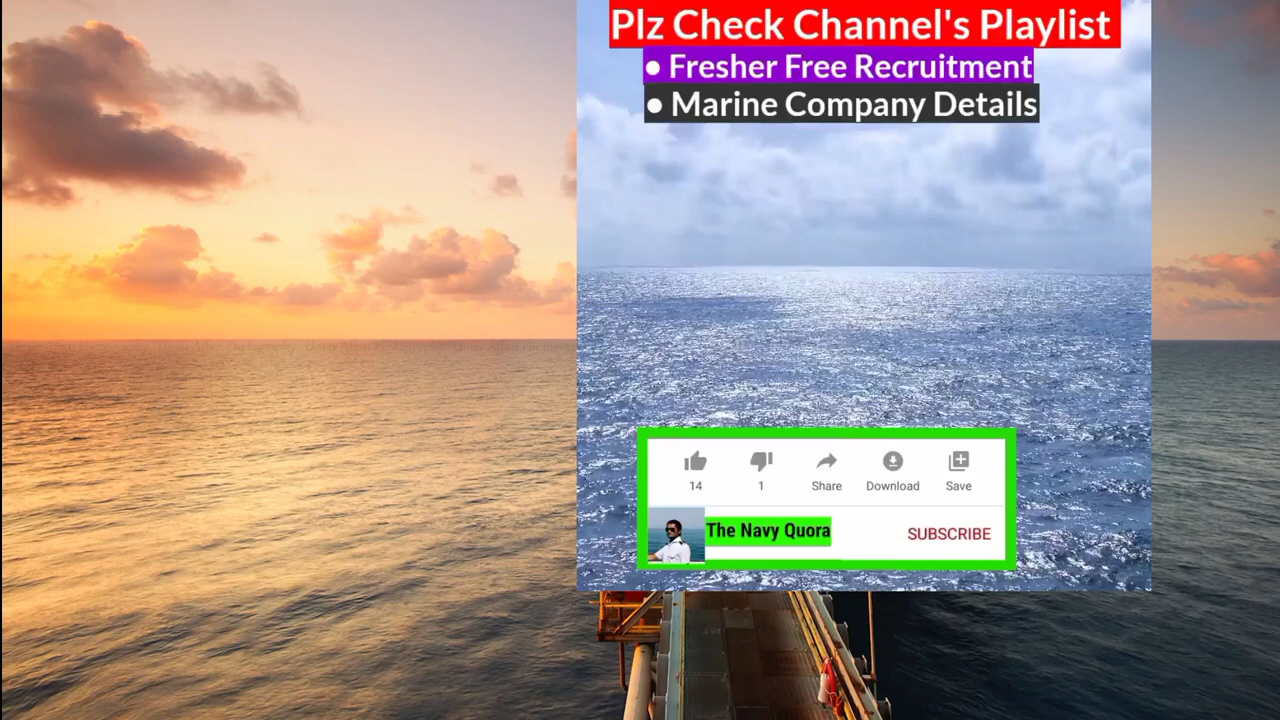 Plz Check Channel's Playlist
● Fresher Free Recruitment
● Marine Company Details
14 1 Share Download Save
The Navy Quora SUBSCRIBE